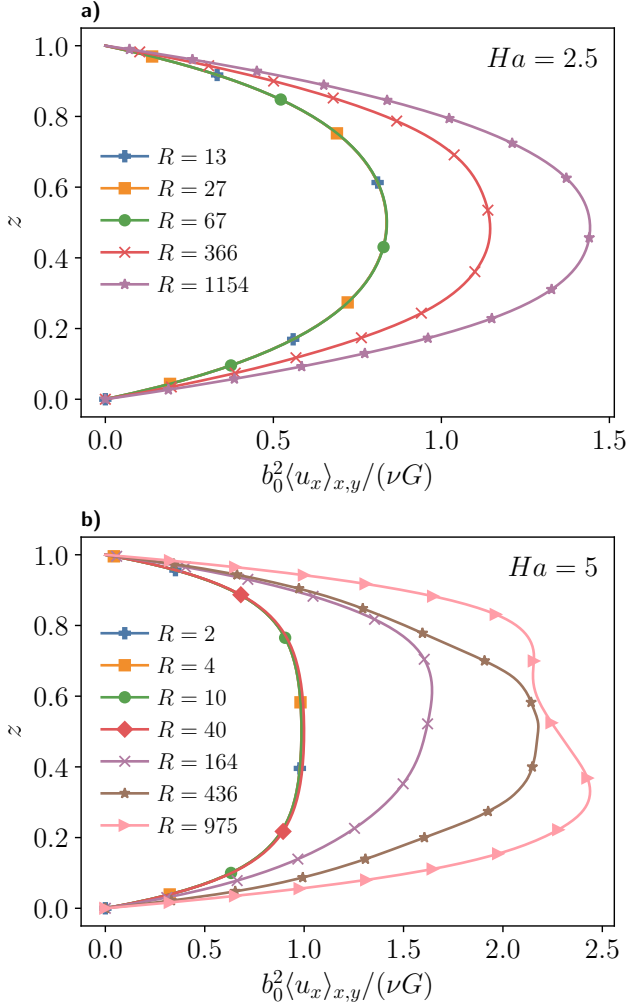 a)
1.0
Ha = 2.5
0.8
R = 13
R = 27
0.6
z
R = 67
R = 366
0.4
R = 1154
0.2
0.0
0.0 0.5 1.0 1.5
b_0^2⟨u_x⟩_{x,y}/(νG)
b)
1.0
Ha = 5
0.8
R = 2
R = 4
0.6
R = 10
z
R = 40
0.4
R = 164
R = 436
R = 975
0.2
0.0
0.0 0.5 1.0 1.5 2.0 2.5
b_0^2⟨u_x⟩_{x,y}/(νG)